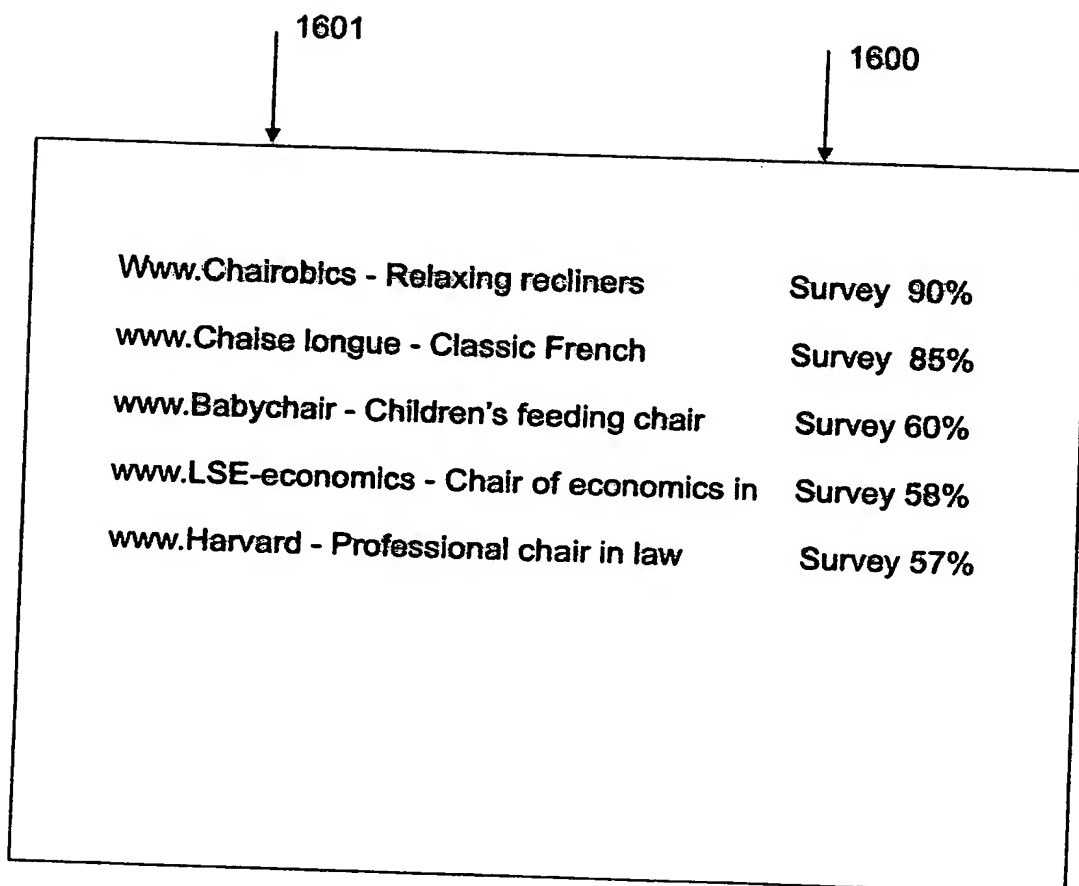 1601
1600
Www.Chairobics - Relaxing recliners Survey 90%
www.Chaise longue - Classic French Survey 85%
www.Babychair - Children's feeding chair Survey 60%
www.LSE-economics - Chair of economics in Survey 58%
www.Harvard - Professional chair in law Survey 57%